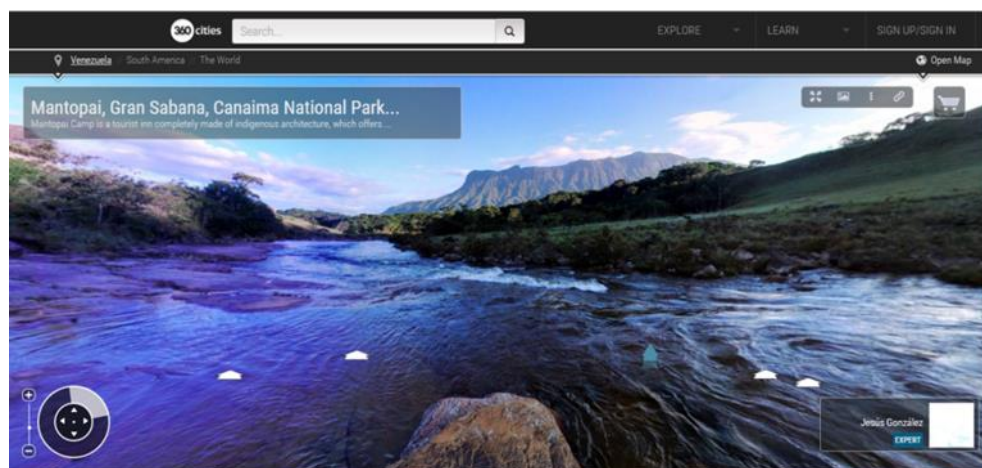 360 cities
Search...
EXPLORE
LEARN
SIGN UP/SIGN IN
Venezuela / South America / The World
Open Map
Mantopai, Gran Sabana, Canaima National Park...
Mantopai Camp is a tourist inn completely made of indigenous architecture, which offers...
Jesús González
EXPERT